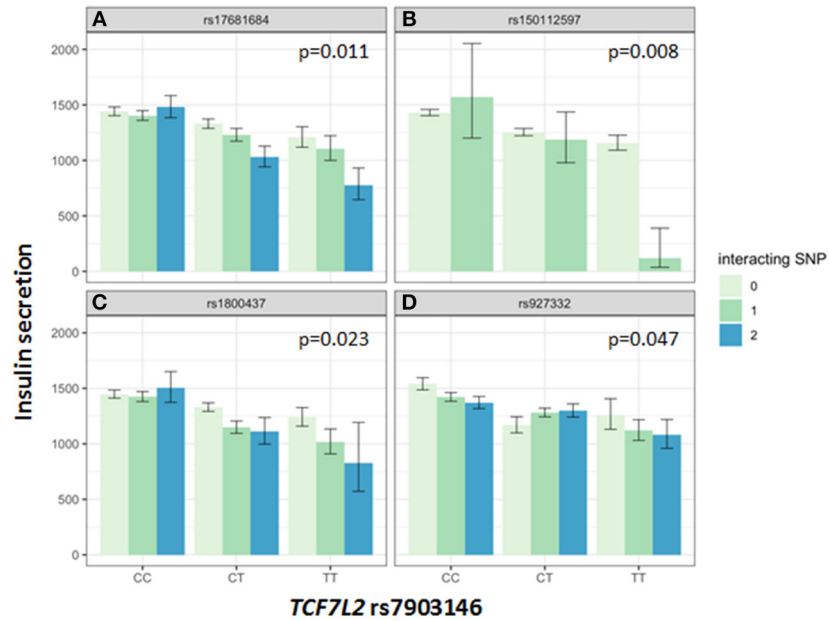 A
rs17681684
p=0.011
B
rs150112597
p=0.008
2000
1500
1000
500
0
C
rs1800437
p=0.023
D
rs927332
p=0.047
2000
1500
1000
500
0
CC
CT
TT
CC
CT
TT
Insulin secretion
TCF7L2 rs7903146
interacting SNP
0
1
2